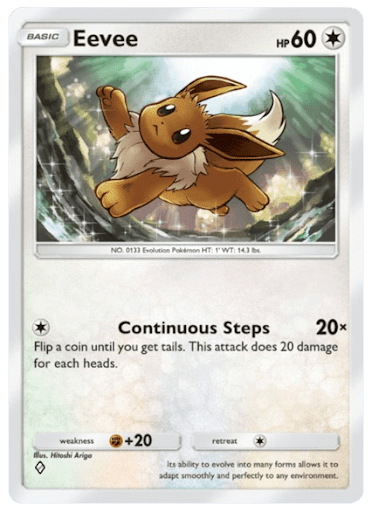 BASIC Eevee HP 60
NO. 0133 Evolution Pokémon HT: 1' WT: 14.3 lbs.
Continuous Steps 20×
Flip a coin until you get tails. This attack does 20 damage
for each heads.
weakness +20 retreat
Illus. Hitoshi Ariga
Its ability to evolve into many forms allows it to
adapt smoothly and perfectly to any environment.